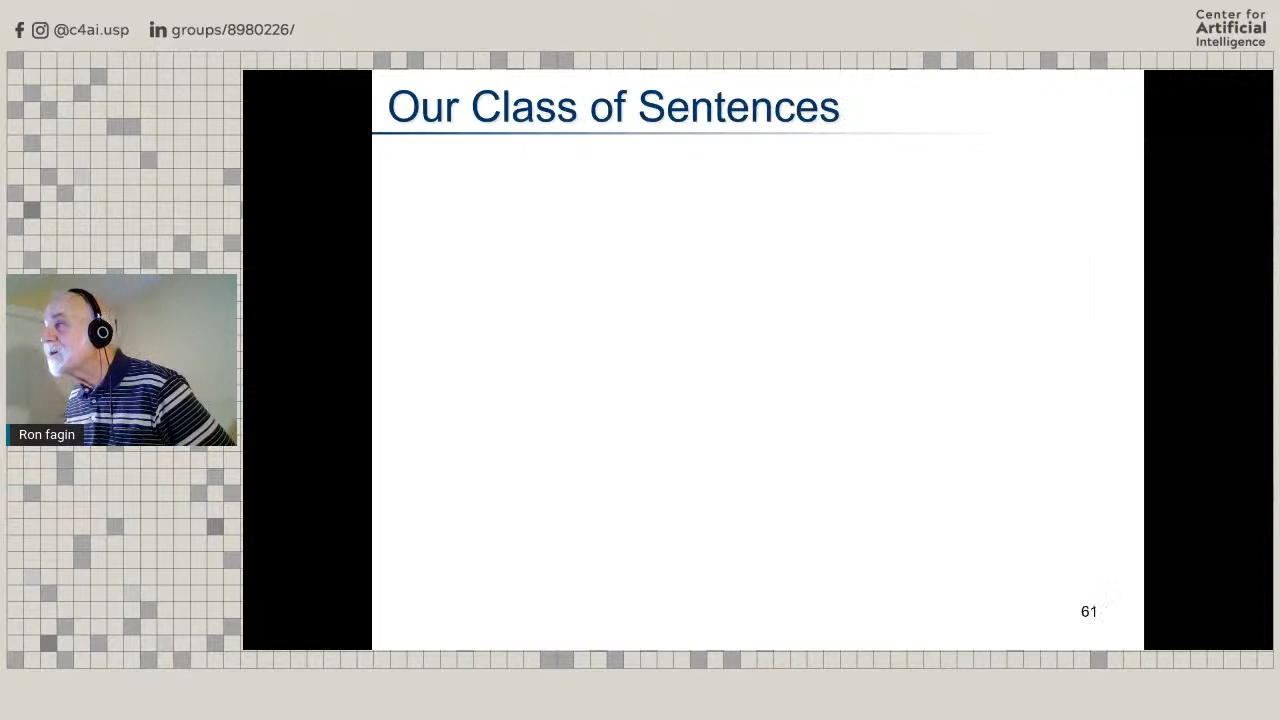 @c4ai.usp groups/8980226/
Center for
Artificial
Intelligence
Our Class of Sentences
Ron fagin
61